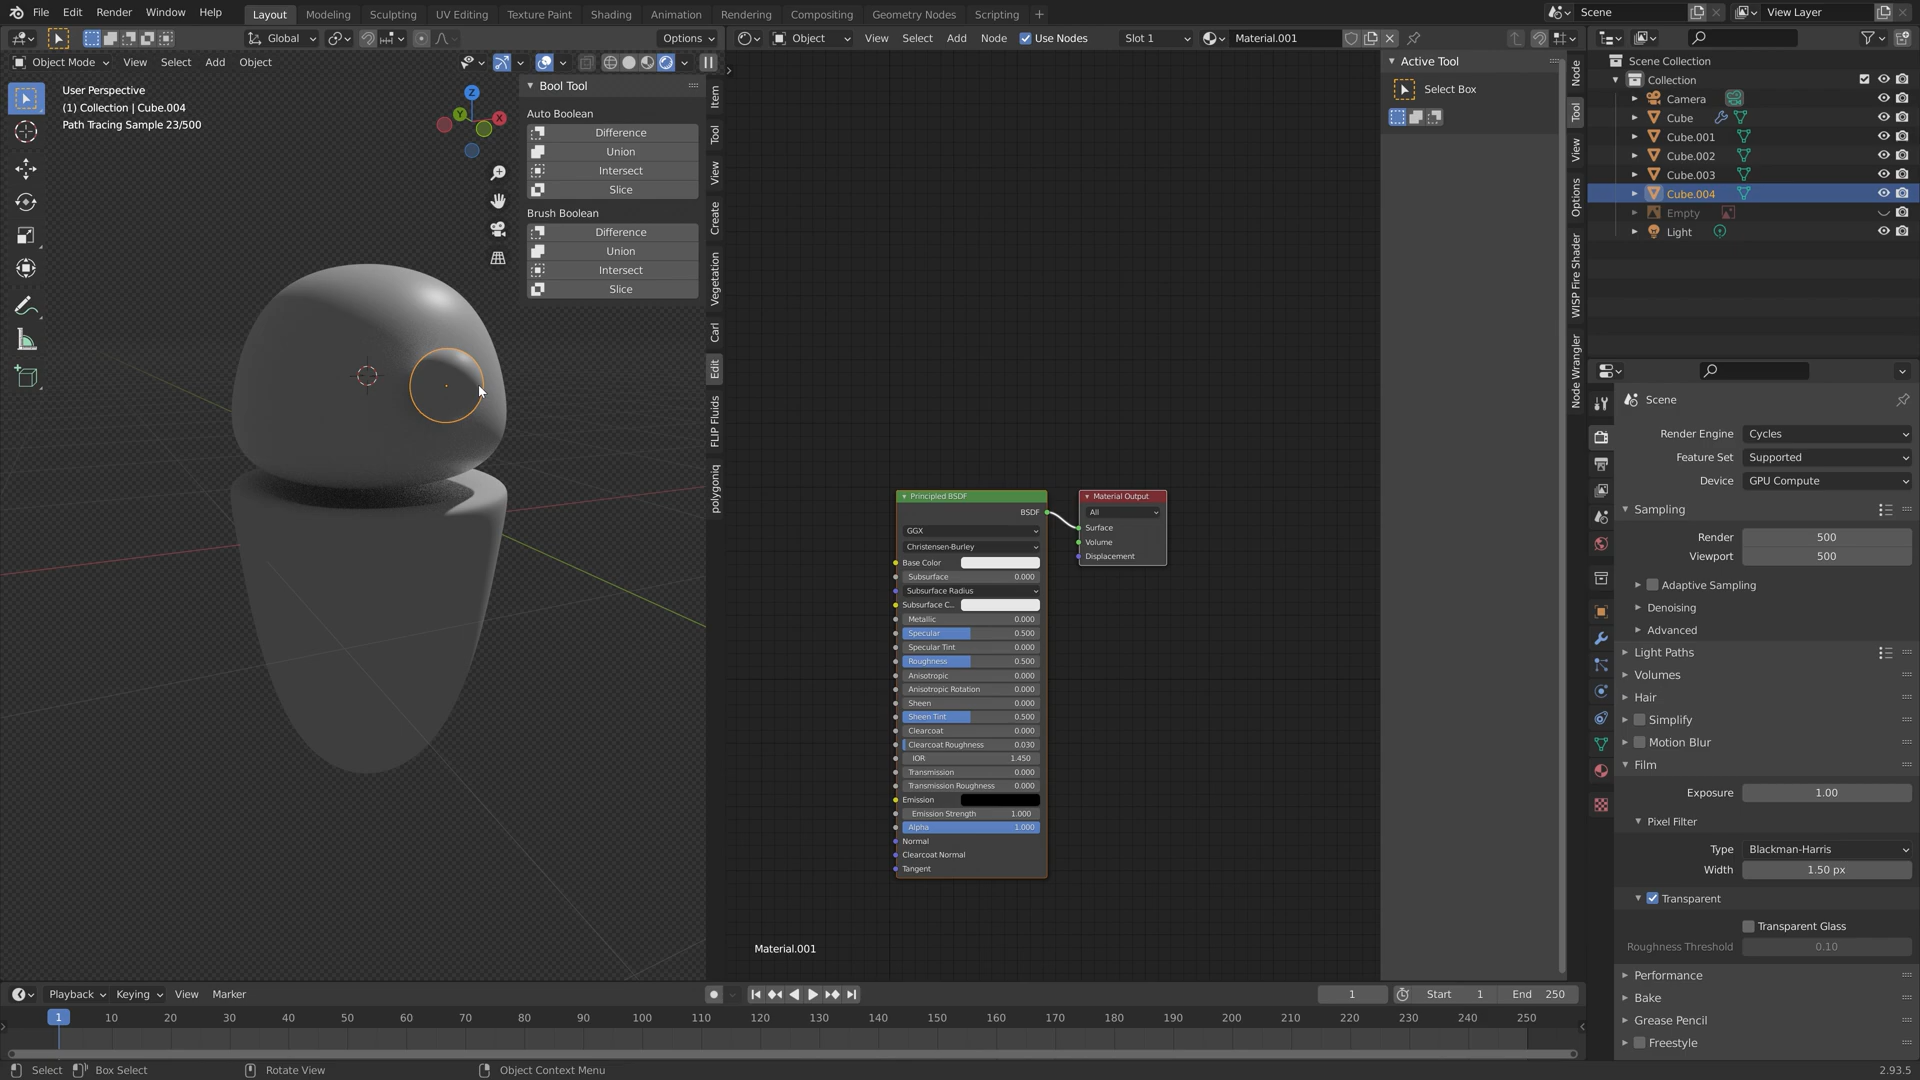 File Edit Render Window Help Layout Modeling Sculpting UV Editing Texture Paint Shading Animation Rendering Compositing Geometry Nodes Scripting + Scene View Layer
Global Options Object View Select Add Node Use Nodes Slot 1 Material.001
Object Mode View Select Add Object
User Perspective
(1) Collection | Cube.004
Path Tracing Sample 23/500
Z
Y
X
Bool Tool
Auto Boolean
Difference
Union
Intersect
Slice
Brush Boolean
Difference
Union
Intersect
Slice
Item
Tool
View
Create
Vegetation
Carl
Edit
FLIP Fluids
polygoniq
Principled BSDF
BSDF
GGX
Christensen-Burley
Base Color
Subsurface 0.000
Subsurface Radius
Subsurface C...
Metallic 0.000
Specular 0.500
Specular Tint 0.000
Roughness 0.500
Anisotropic 0.000
Anisotropic Rotation 0.000
Sheen 0.000
Sheen Tint 0.500
Clearcoat 0.000
Clearcoat Roughness 0.030
IOR 1.450
Transmission 0.000
Transmission Roughness 0.000
Emission
Emission Strength 1.000
Alpha 1.000
Normal
Clearcoat Normal
Tangent
Material Output
All
Surface
Volume
Displacement
Material.001
Active Tool
Select Box
Node
Tool
View
Options
WISP Fire Shader
Node Wrangler
Scene Collection
Collection
Camera
Cube
Cube.001
Cube.002
Cube.003
Cube.004
Empty
Light
Scene
Render Engine Cycles
Feature Set Supported
Device GPU Compute
Sampling
Render 500
Viewport 500
Adaptive Sampling
Denoising
Advanced
Light Paths
Volumes
Hair
Simplify
Motion Blur
Film
Exposure 1.00
Pixel Filter
Type Blackman-Harris
Width 1.50 px
Transparent
Transparent Glass
Roughness Threshold 0.10
Performance
Bake
Grease Pencil
Freestyle
Playback Keying View Marker 1 Start 1 End 250
1 10 20 30 40 50 60 70 80 90 100 110 120 130 140 150 160 170 180 190 200 210 220 230 240 250
Select Box Select Rotate View Object Context Menu 2.93.5